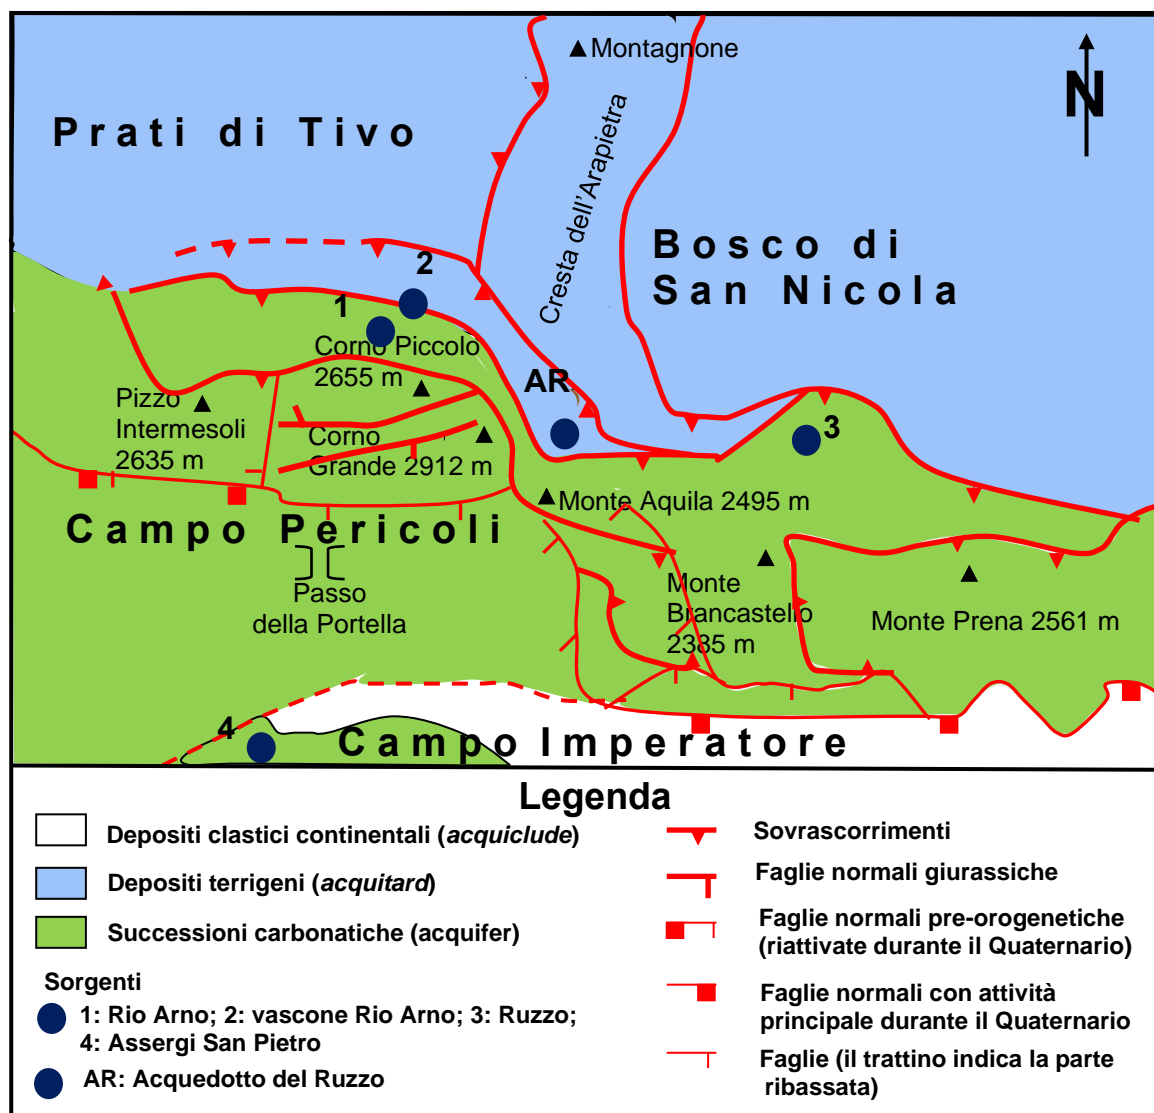 Montagnone
N
Prati di Tivo
Cresta dell'Arapietra
Bosco di
San Nicola
2
1
Corno Piccolo
2655 m
AR
Pizzo
Intermesoli
2635 m
Corno
Grande 2912 m
3
Monte Aquila 2495 m
Campo Pericoli
Passo
della Portella
Monte
Brancastello
2385 m
Monte Prena 2561 m
4
Campo Imperatore
Legenda
Depositi clastici continentali (acquiclude)
Depositi terrigeni (acquitard)
Successioni carbonatiche (acquifer)
Sorgenti
1: Rio Arno; 2: vascone Rio Arno; 3: Ruzzo;
4: Assergi San Pietro
AR: Acquedotto del Ruzzo
Sovrascorrimenti
Faglie normali giurassiche
Faglie normali pre-orogenetiche
(riattivate durante il Quaternario)
Faglie normali con attività
principale durante il Quaternario
Faglie (il trattino indica la parte
ribassata)